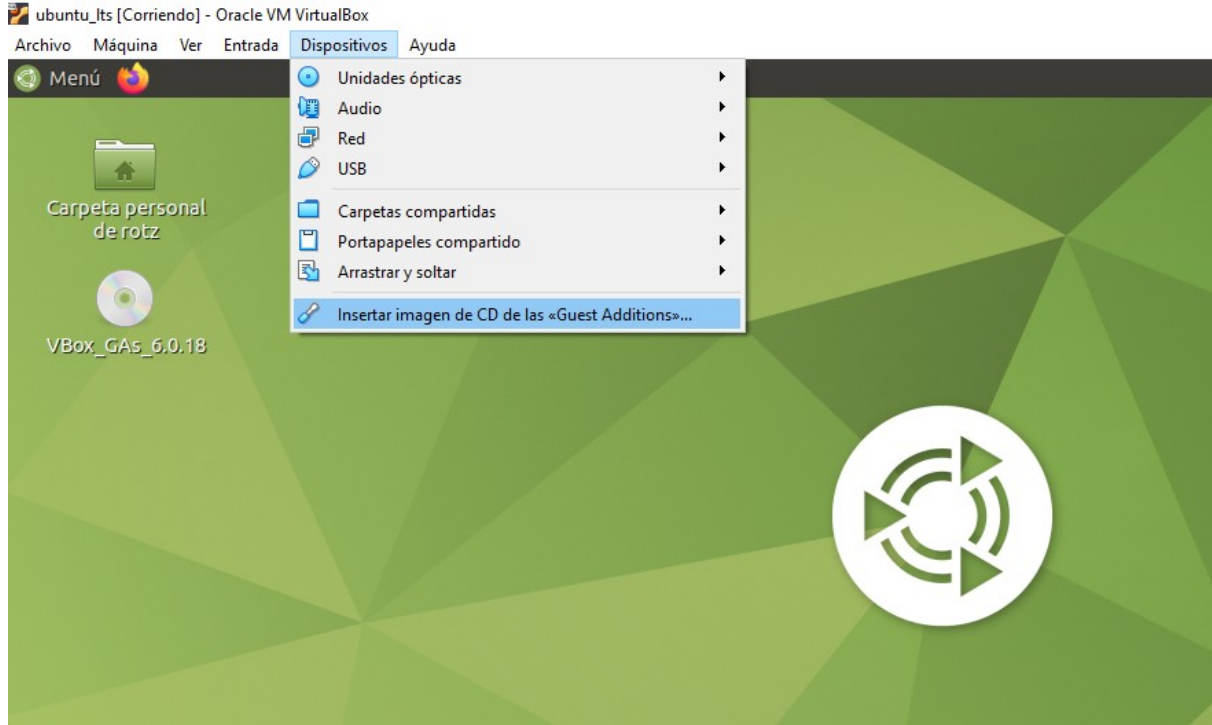 ubuntu_lts [Corriendo] - Oracle VM VirtualBox
Archivo Máquina Ver Entrada Dispositivos Ayuda
Menú
Unidades ópticas
Audio
Red
USB
Carpetas compartidas
Portapapeles compartido
Arrastrar y soltar
Insertar imagen de CD de las «Guest Additions»...
Carpeta personal
de rotz
VBox_GAs_6.0.18